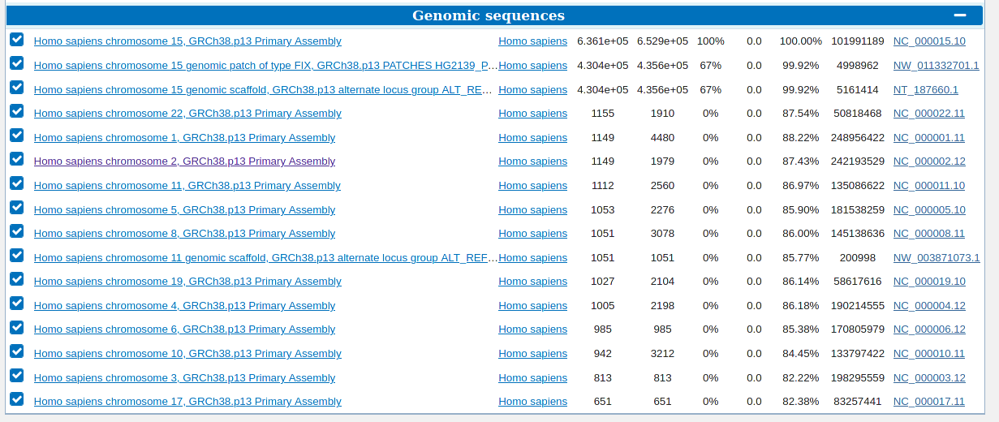 Genomic sequences
Homo sapiens chromosome 15, GRCh38.p13 Primary Assembly Homo sapiens 6.361e+05 6.529e+05 100% 0.0 100.00% 101991189 NC_000015.10
Homo sapiens chromosome 15 genomic patch of type FIX, GRCh38.p13 PATCHES HG2139_P... Homo sapiens 4.304e+05 4.356e+05 67% 0.0 99.92% 4998962 NW_011332701.1
Homo sapiens chromosome 15 genomic scaffold, GRCh38.p13 alternate locus group ALT_RE... Homo sapiens 4.304e+05 4.356e+05 67% 0.0 99.92% 5161414 NT_187660.1
Homo sapiens chromosome 22, GRCh38.p13 Primary Assembly Homo sapiens 1155 1910 0% 0.0 87.54% 50818468 NC_000022.11
Homo sapiens chromosome 1, GRCh38.p13 Primary Assembly Homo sapiens 1149 4480 0% 0.0 88.22% 248956422 NC_000001.11
Homo sapiens chromosome 2, GRCh38.p13 Primary Assembly Homo sapiens 1149 1979 0% 0.0 87.43% 242193529 NC_000002.12
Homo sapiens chromosome 11, GRCh38.p13 Primary Assembly Homo sapiens 1112 2560 0% 0.0 86.97% 135086622 NC_000011.10
Homo sapiens chromosome 5, GRCh38.p13 Primary Assembly Homo sapiens 1053 2276 0% 0.0 85.90% 181538259 NC_000005.10
Homo sapiens chromosome 8, GRCh38.p13 Primary Assembly Homo sapiens 1051 3078 0% 0.0 86.00% 145138636 NC_000008.11
Homo sapiens chromosome 11 genomic scaffold, GRCh38.p13 alternate locus group ALT_REF... Homo sapiens 1051 1051 0% 0.0 85.77% 200998 NW_003871073.1
Homo sapiens chromosome 19, GRCh38.p13 Primary Assembly Homo sapiens 1027 2104 0% 0.0 86.14% 58617616 NC_000019.10
Homo sapiens chromosome 4, GRCh38.p13 Primary Assembly Homo sapiens 1005 2198 0% 0.0 86.18% 190214555 NC_000004.12
Homo sapiens chromosome 6, GRCh38.p13 Primary Assembly Homo sapiens 985 985 0% 0.0 85.38% 170805979 NC_000006.12
Homo sapiens chromosome 10, GRCh38.p13 Primary Assembly Homo sapiens 942 3212 0% 0.0 84.45% 133797422 NC_000010.11
Homo sapiens chromosome 3, GRCh38.p13 Primary Assembly Homo sapiens 813 813 0% 0.0 82.22% 198295559 NC_000003.12
Homo sapiens chromosome 17, GRCh38.p13 Primary Assembly Homo sapiens 651 651 0% 0.0 82.38% 83257441 NC_000017.11